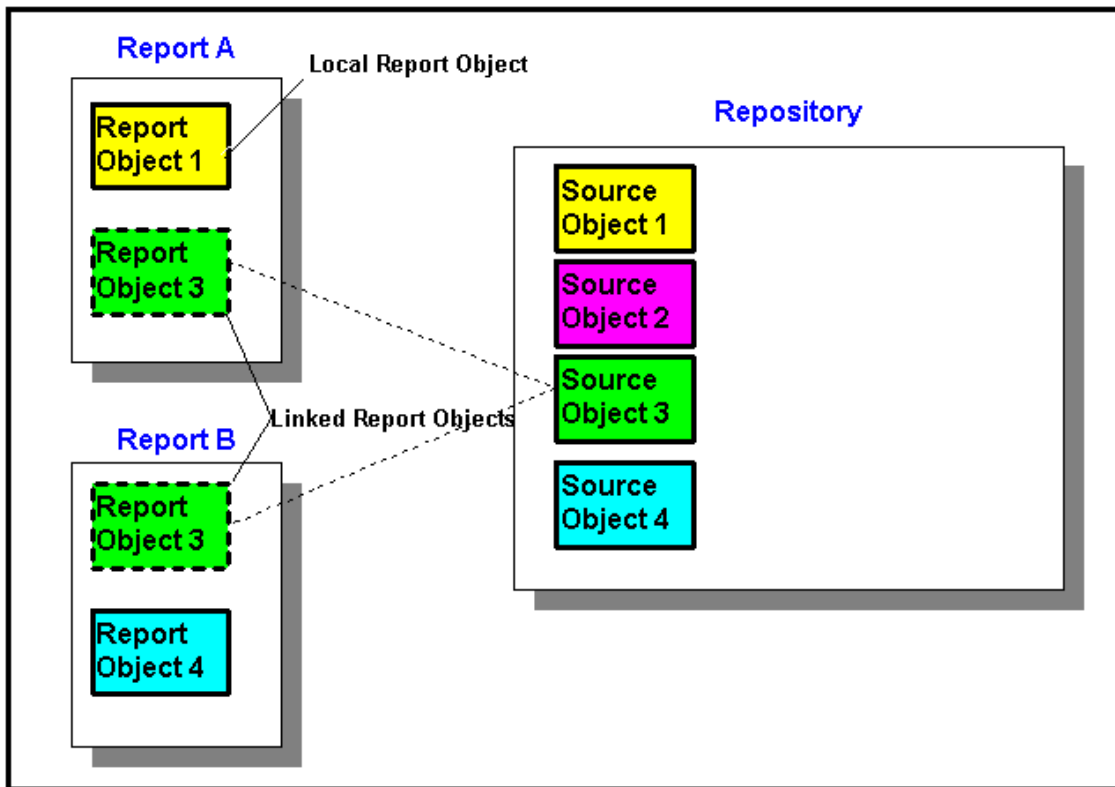 Report A
Local Report Object
Report
Object 1
Report
Object 3
Linked Report Objects
Report B
Report
Object 3
Report
Object 4
Repository
Source
Object 1
Source
Object 2
Source
Object 3
Source
Object 4